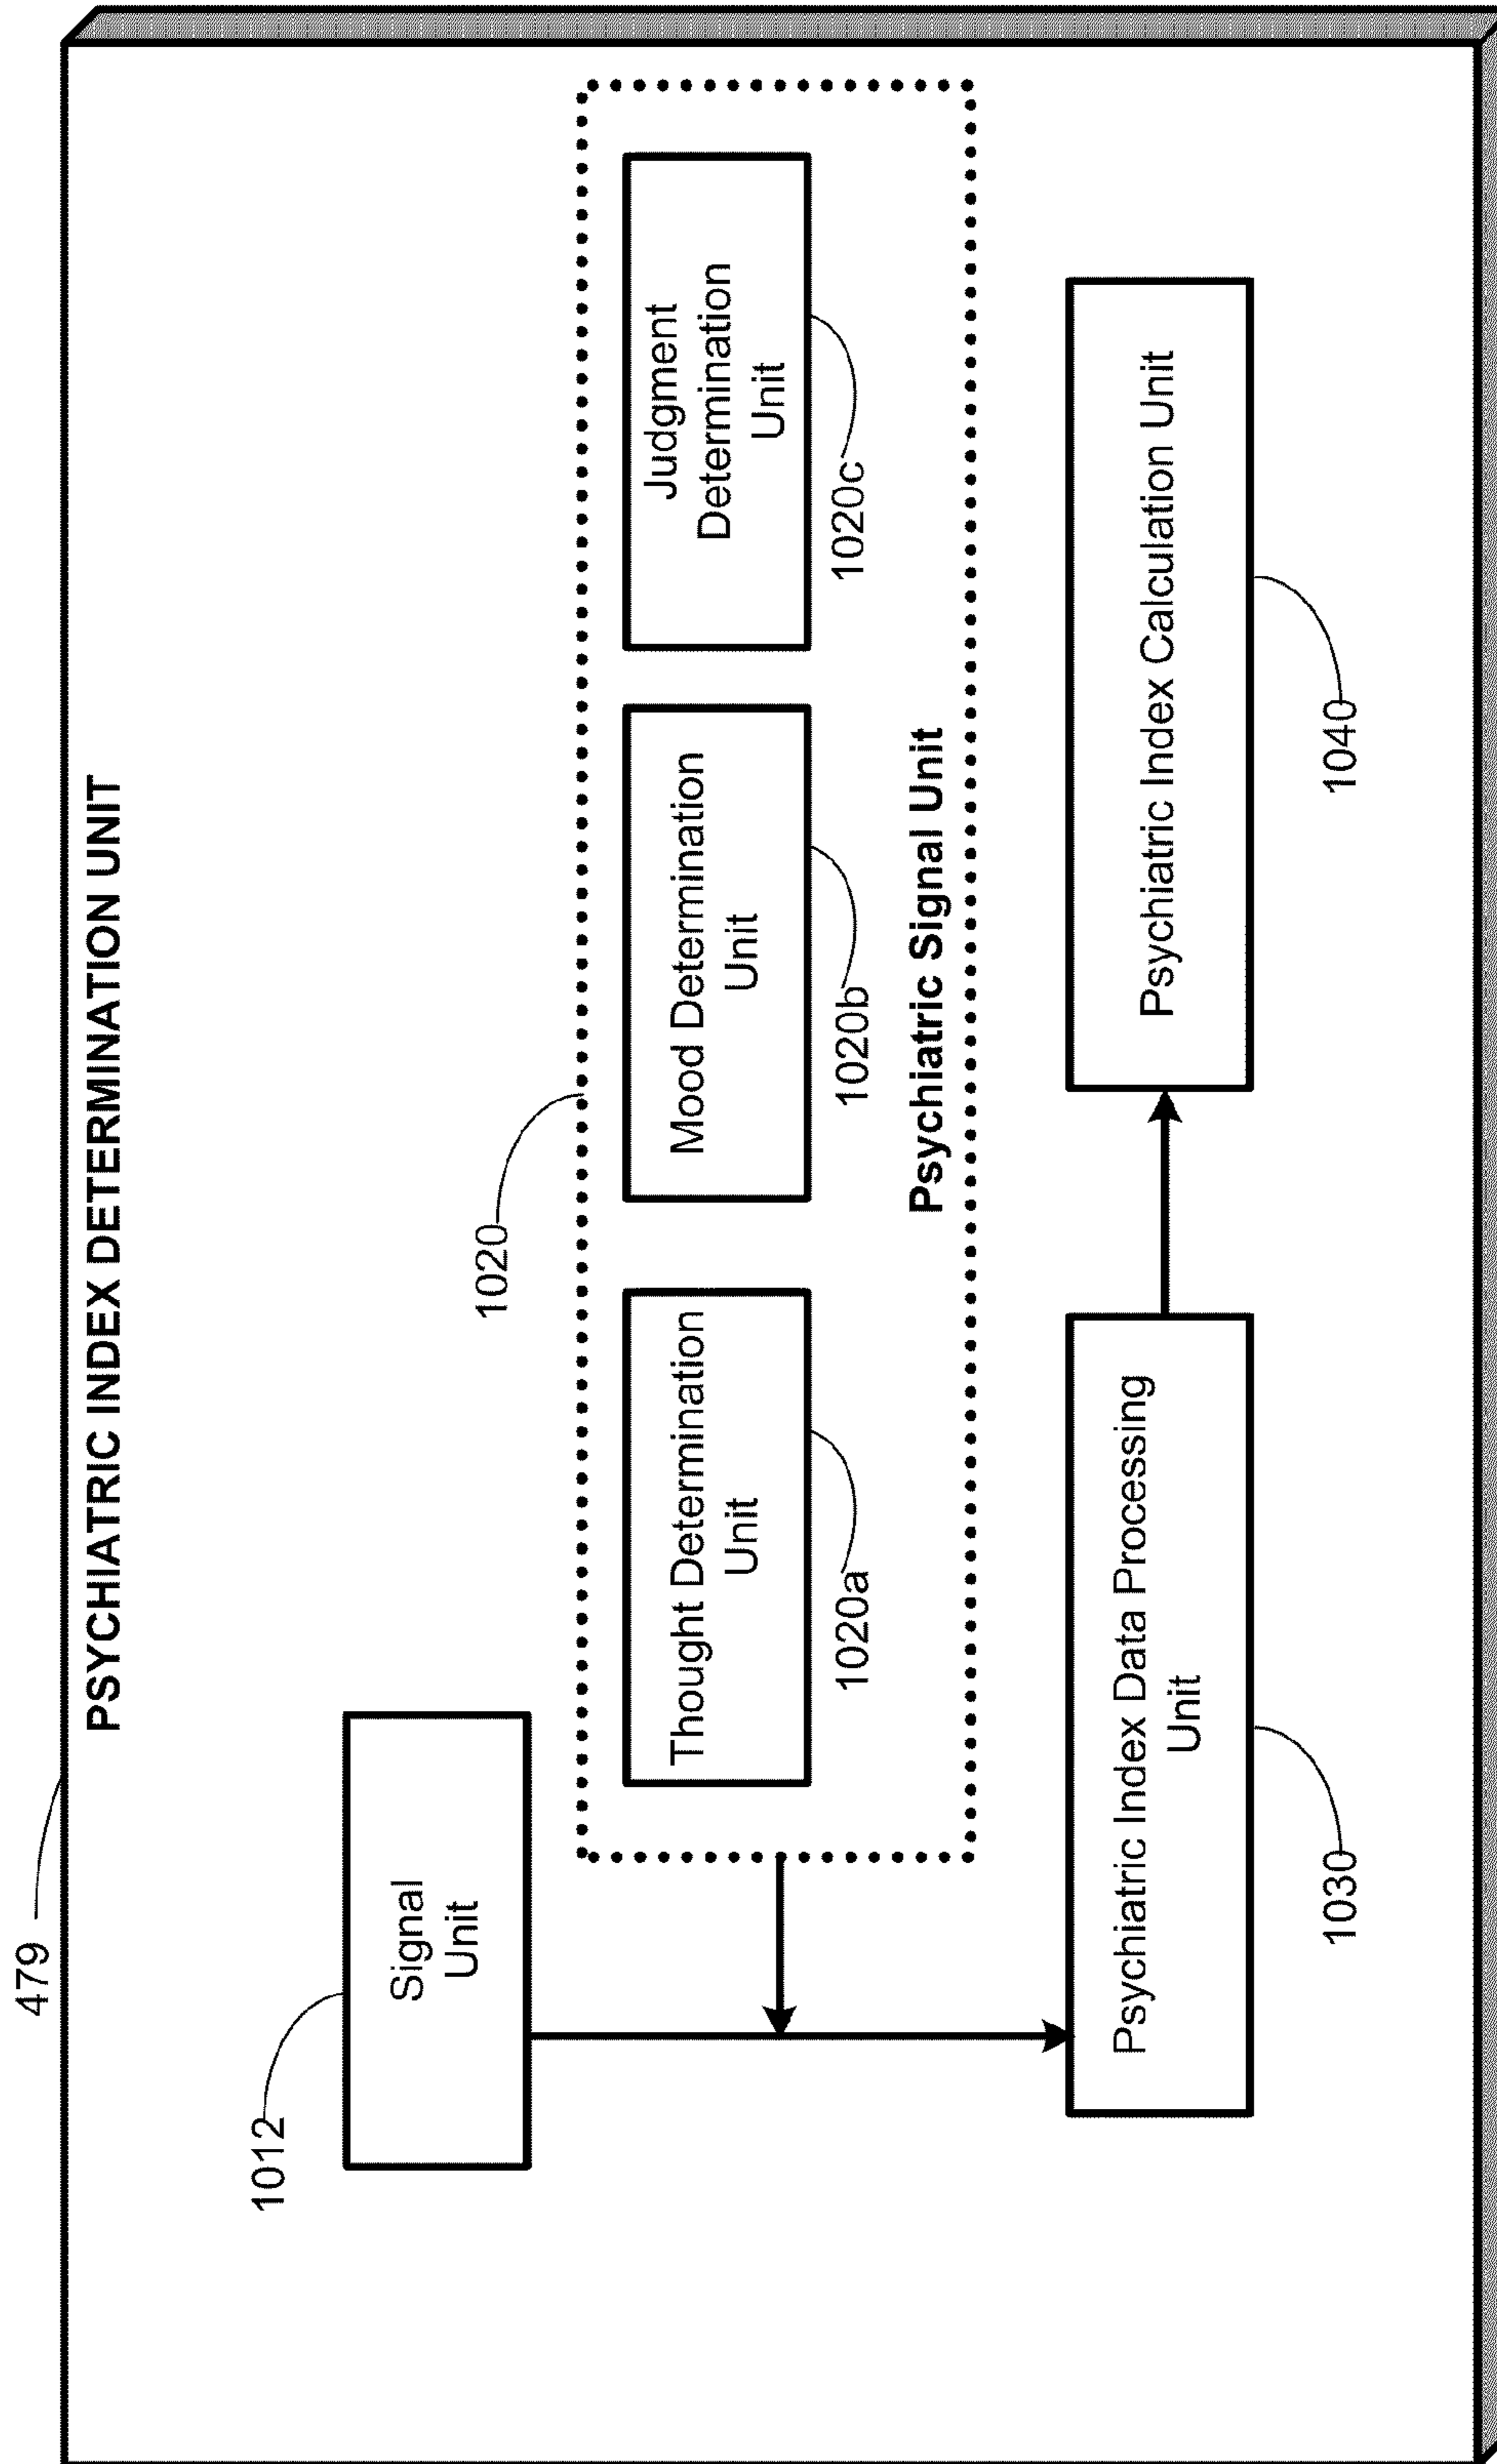 479
PSYCHIATRIC INDEX DETERMINATION UNIT
1012
Signal
Unit
1020
Thought Determination
Unit
1020a
Mood Determination
Unit
1020b
Judgment
Determination
Unit
1020c
Psychiatric Signal Unit
Psychiatric Index Data Processing
Unit
1030
Psychiatric Index Calculation Unit
1040